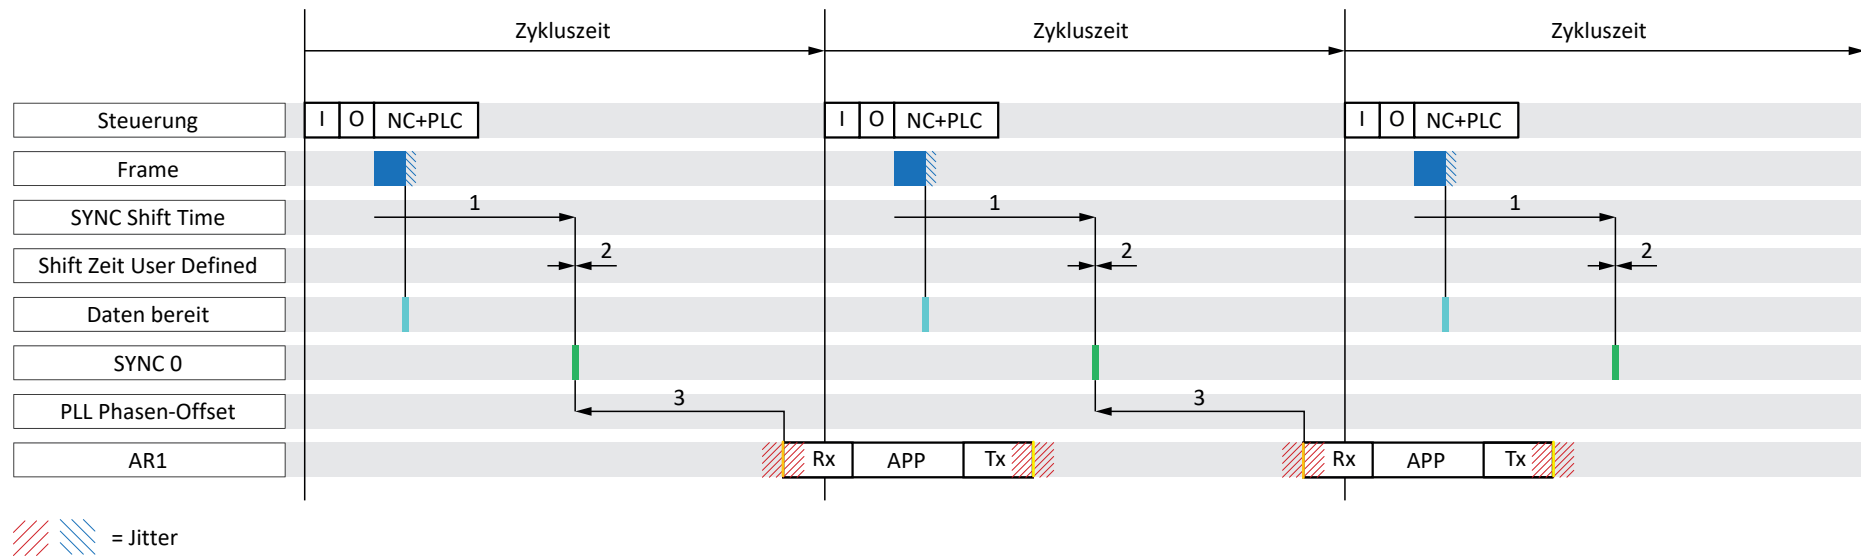 Zykluszeit Zykluszeit Zykluszeit
Steuerung I O NC+PLC I O NC+PLC I O NC+PLC
Frame
SYNC Shift Time 1 1 1
Shift Zeit User Defined 2 2 2
Daten bereit
SYNC 0
PLL Phasen-Offset 3 3
AR1 Rx APP Tx Rx APP Tx
= Jitter